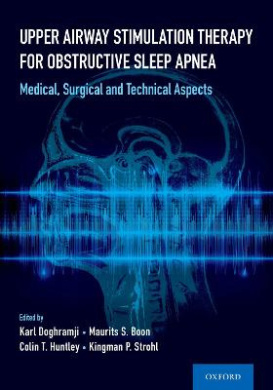 UPPER AIRWAY STIMULATION THERAPY
FOR OBSTRUCTIVE SLEEP APNEA
Medical, Surgical and Technical Aspects
Edited by
Karl Doghramji • Maurits S. Boon
Colin T. Huntley • Kingman P. Strohl
OXFORD